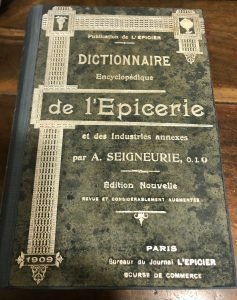 Publication de L'EPICIER
DICTIONNAIRE
Encyclopédique
de l'Epicerie
et des Industries annexes
par A. SEIGNEURIE, O. I.
Édition Nouvelle
REVUE ET CONSIDÉRABLEMENT AUGMENTÉE
PARIS
Bureaux du Journal L'EPICIER
BOURSE DE COMMERCE
1909